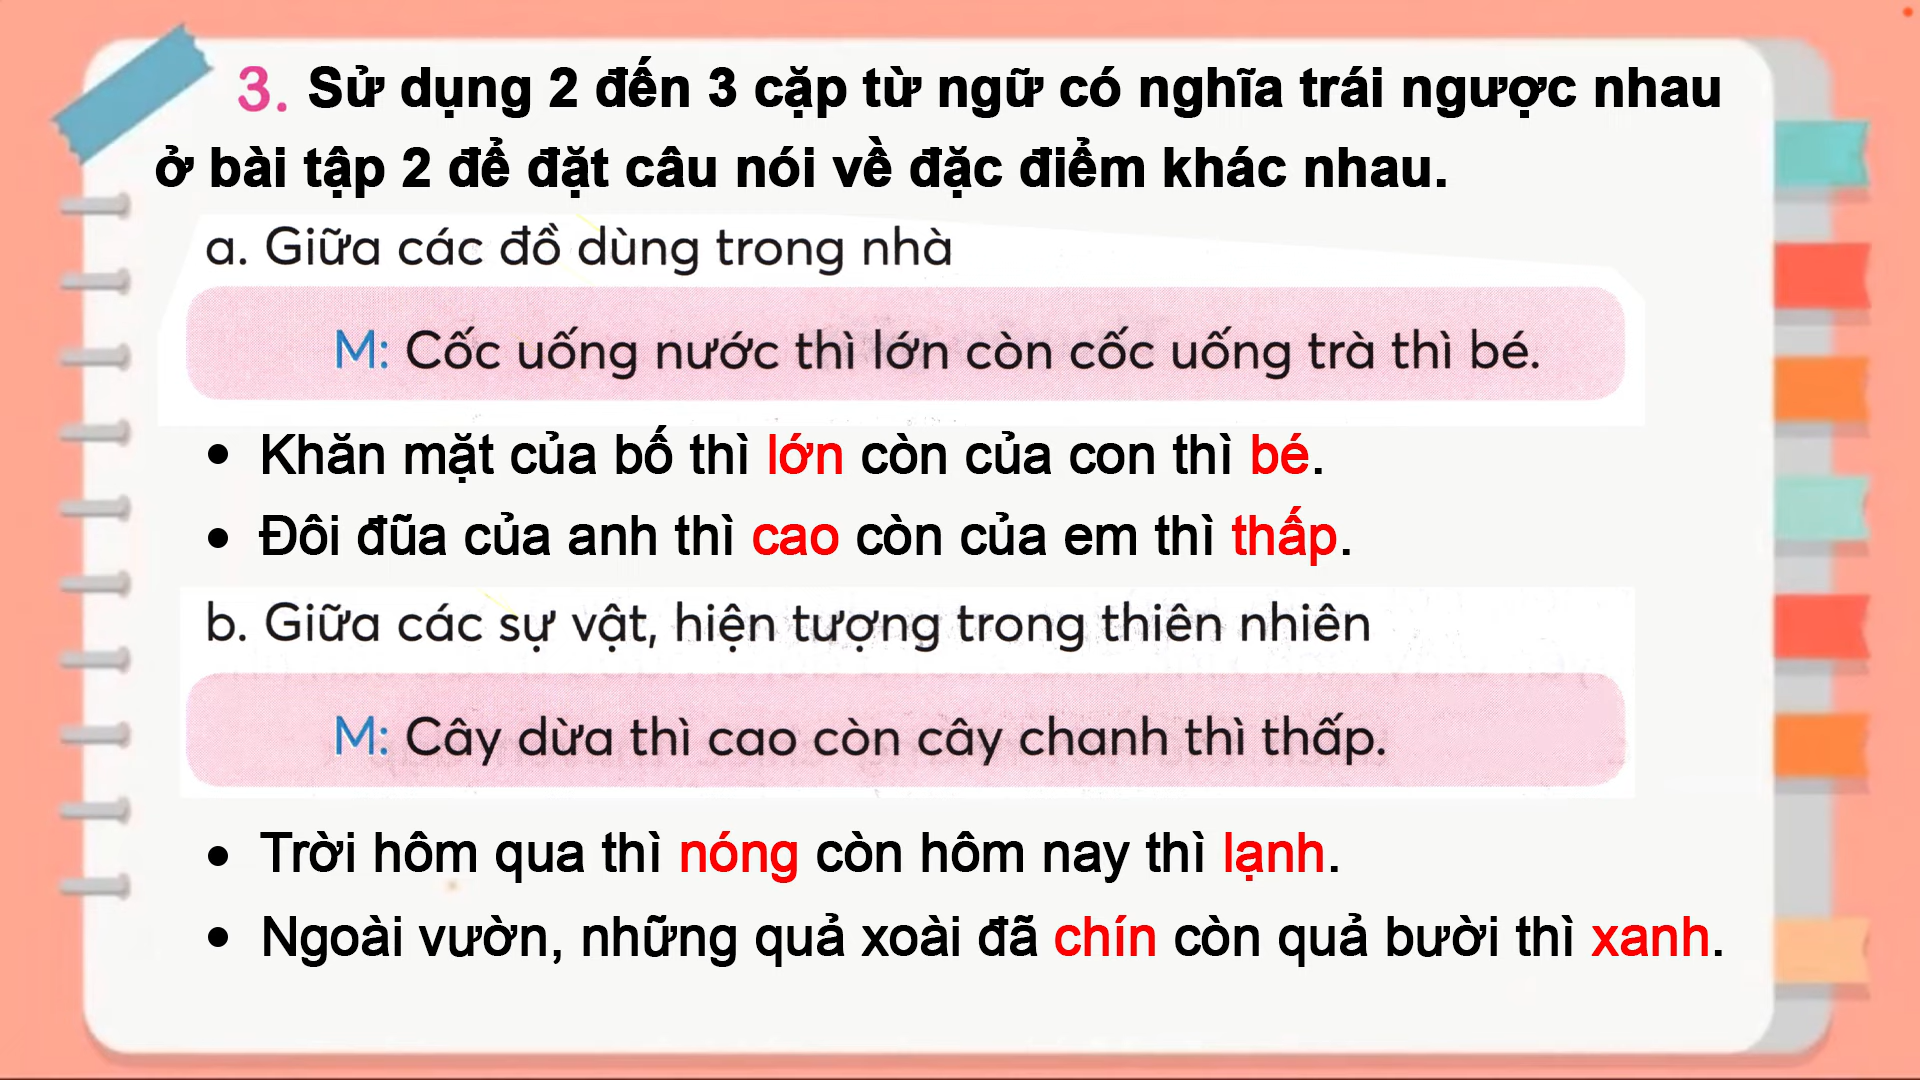 3. Sử dụng 2 đến 3 cặp từ ngữ có nghĩa trái ngược nhau
ở bài tập 2 để đặt câu nói về đặc điểm khác nhau.
a. Giữa các đồ dùng trong nhà
M: Cốc uống nước thì lớn còn cốc uống trà thì bé.
• Khăn mặt của bố thì lớn còn của con thì bé.
• Đôi đũa của anh thì cao còn của em thì thấp.
b. Giữa các sự vật, hiện tượng trong thiên nhiên
M: Cây dừa thì cao còn cây chanh thì thấp.
• Trời hôm qua thì nóng còn hôm nay thì lạnh.
• Ngoài vườn, những quả xoài đã chín còn quả bười thì xanh.